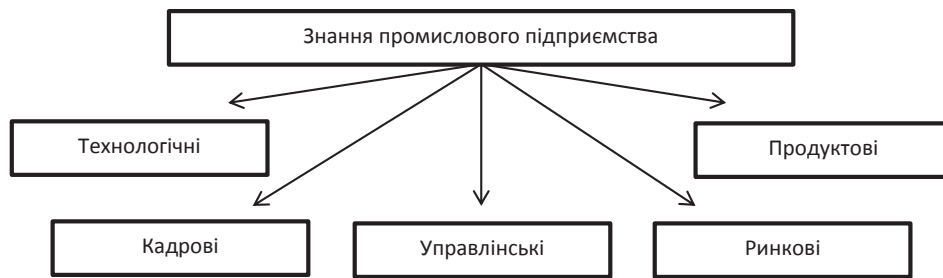 Знання промислового підприємства
Технологічні
Продуктові
Кадрові
Управлінські
Ринкові